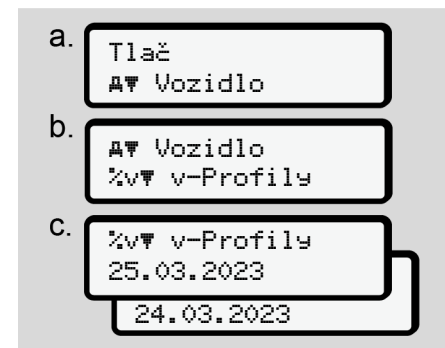 a.
Tlač
Vozidlo
b.
Vozidlo
%v v-Profily
c.
%v v-Profily
25.03.2023
24.03.2023